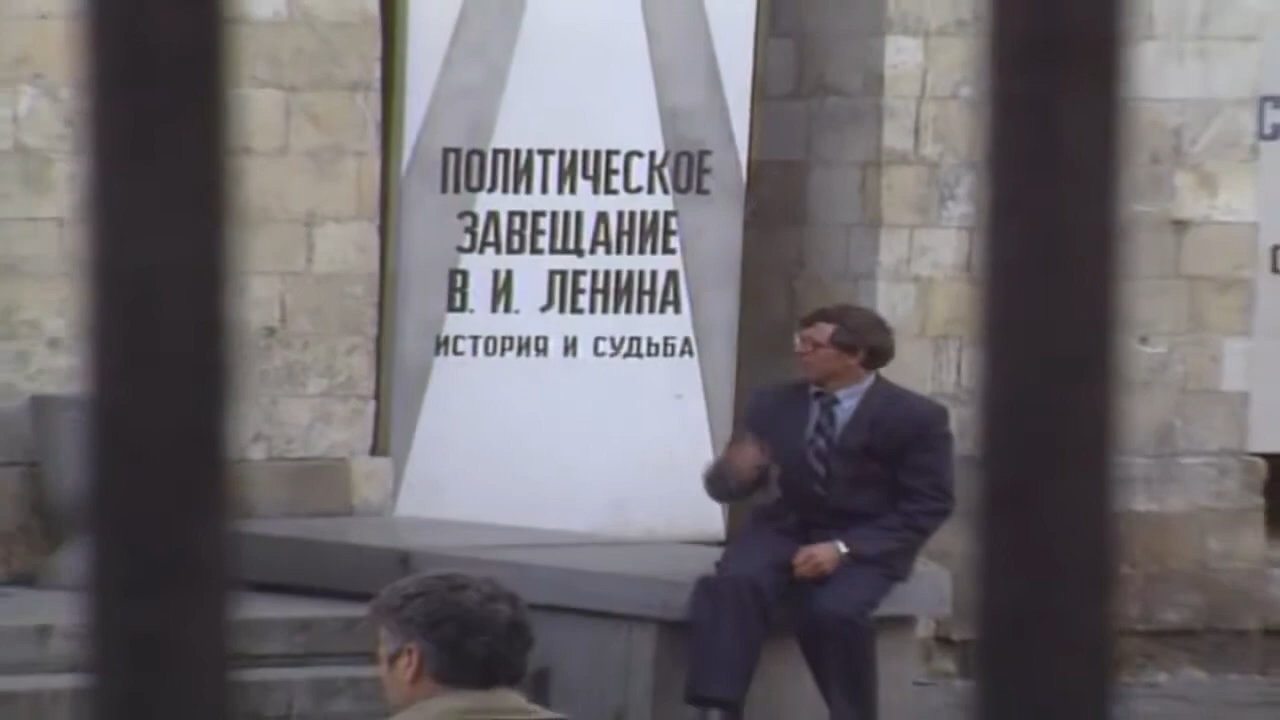 ПОЛИТИЧЕСКОЕ
ЗАВЕЩАНИЕ
В. И. ЛЕНИНА
ИСТОРИЯ И СУДЬБА